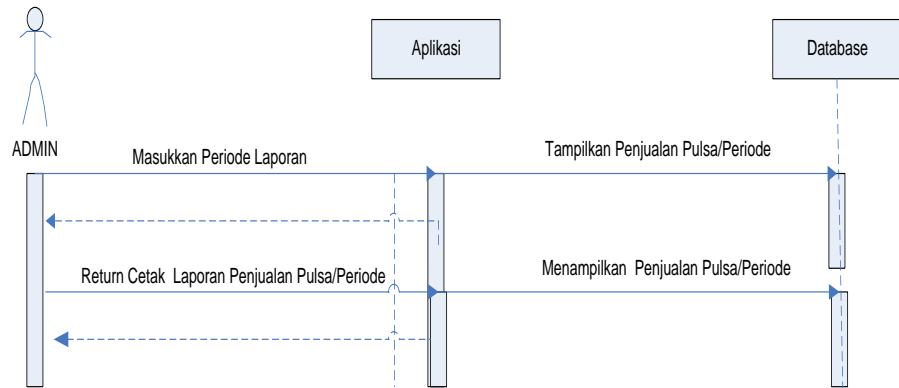 Aplikasi
Database
ADMIN
Masukkan Periode Laporan
Tampilkan Penjualan Pulsa/Periode
Return Cetak Laporan Penjualan Pulsa/Periode
Menampilkan Penjualan Pulsa/Periode